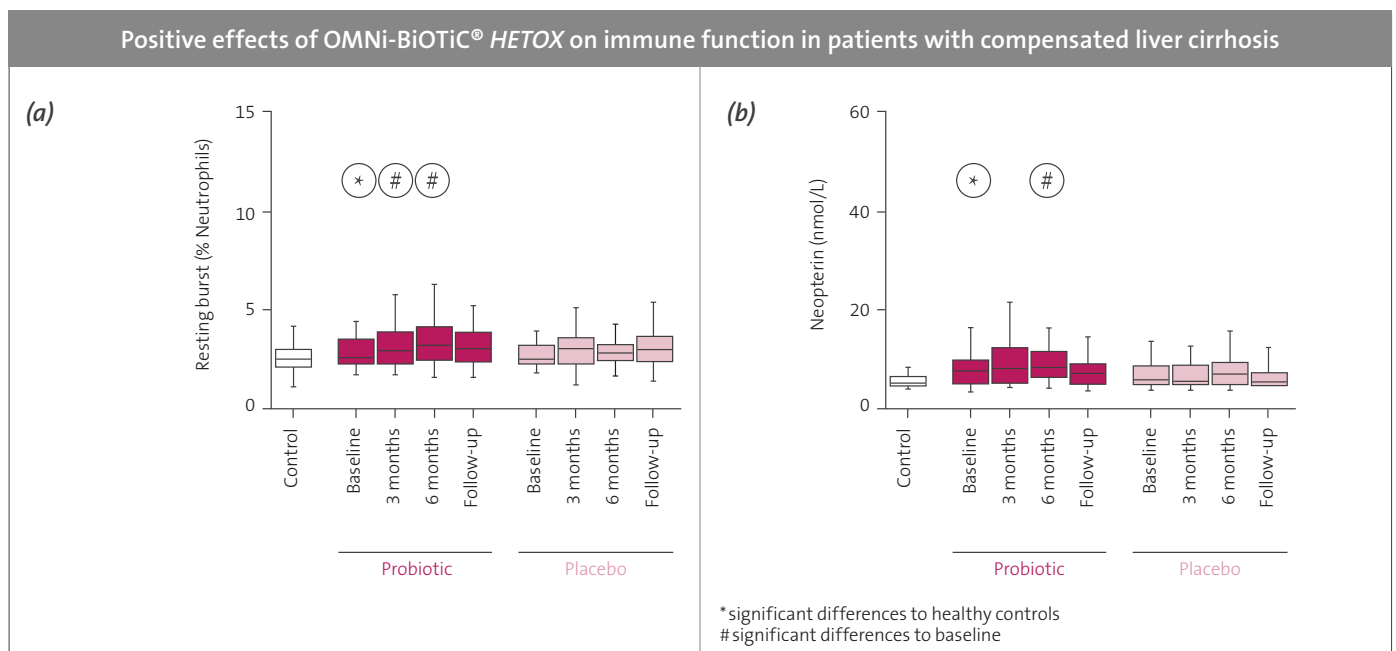 Positive effects of OMNi-BiOTiC® HETOX on immune function in patients with compensated liver cirrhosis
(a)
Resting burst (% Neutrophils)
15
10
5
0
* # #
Control
Baseline
3 months
6 months
Follow-up
Baseline
3 months
6 months
Follow-up
Probiotic
Placebo
(b)
Neopterin (nmol/L)
60
40
20
0
* #
Control
Baseline
3 months
6 months
Follow-up
Baseline
3 months
6 months
Follow-up
Probiotic
Placebo
*significant differences to healthy controls
#significant differences to baseline